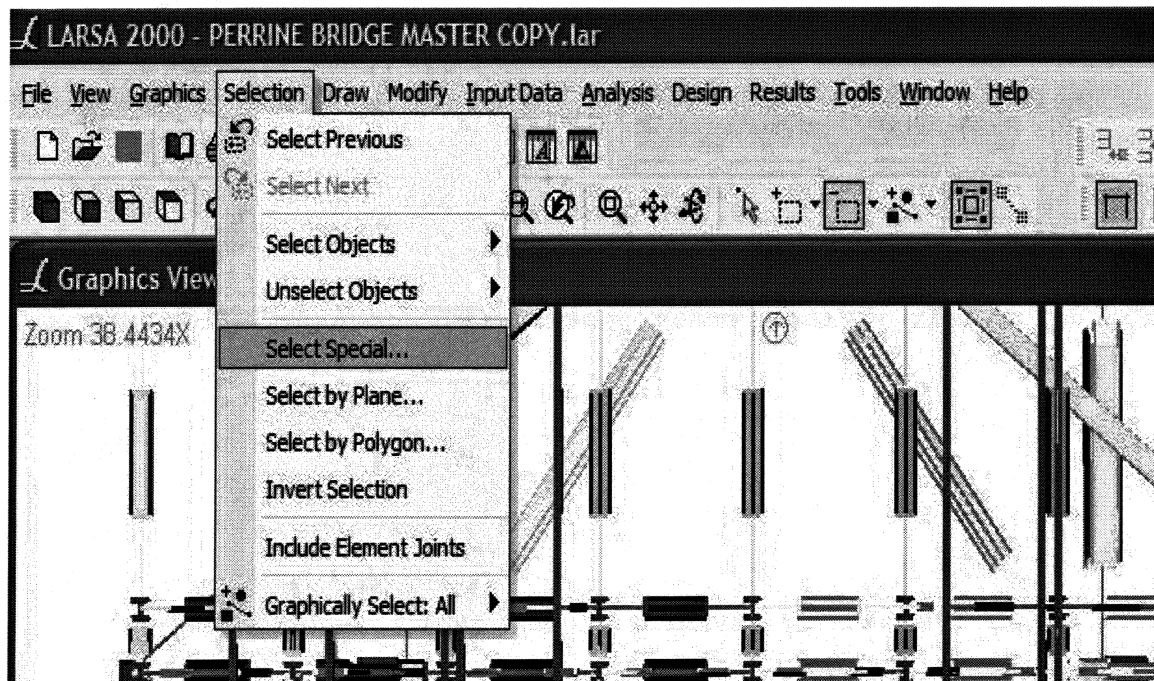 LARSA 2000 - PERRINE BRIDGE MASTER COPY.lar
File View Graphics Selection Draw Modify Input Data Analysis Design Results Tools Window Help
Select Previous
Select Next
Select Objects
Unselect Objects
Graphics View
Zoom 38.4434X
Select Special...
Select by Plane...
Select by Polygon...
Invert Selection
Include Element Joints
Graphically Select: All